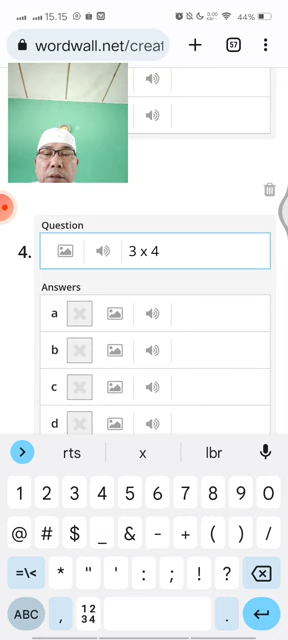 15.15 44%
wordwall.net/creat 57
Question
4. 3 x 4
Answers
a
b
c
d
rts x lbr
1 2 3 4 5 6 7 8 9 0
@ # $ _ & - + ( ) /
=\< * " ' : ; ! ?
ABC , 12 .
34